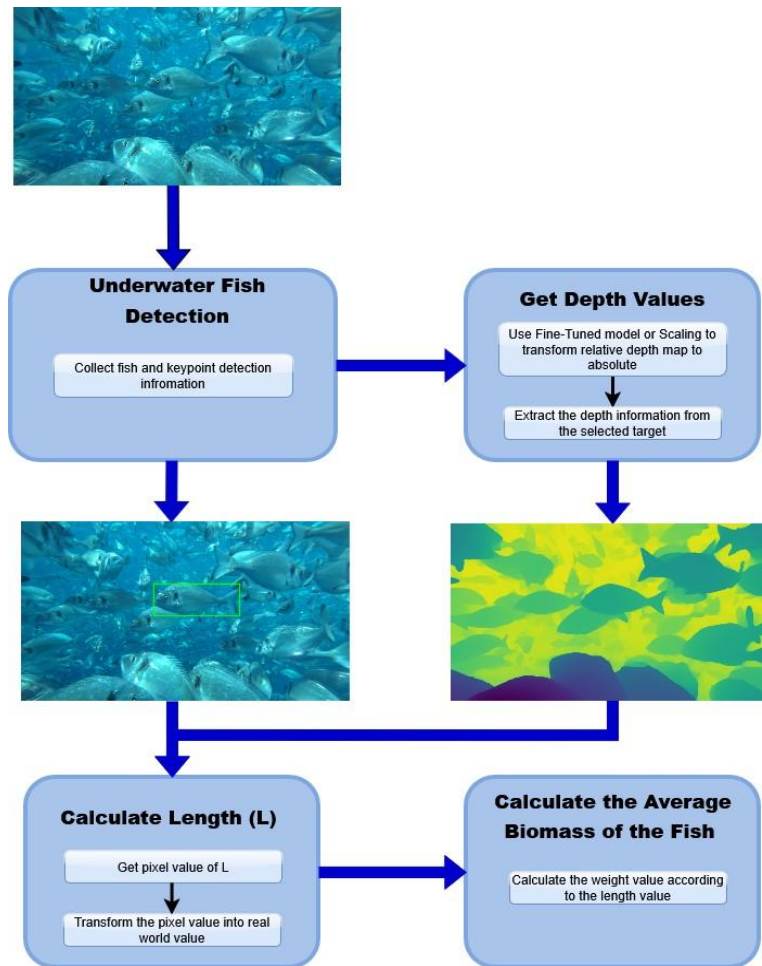 Underwater Fish
Detection
Collect fish and keypoint detection
infromation
Get Depth Values
Use Fine-Tuned model or Scaling to
transform relative depth map to
absolute
Extract the depth information from
the selected target
Calculate Length (L)
Get pixel value of L
Transform the pixel value into real
world value
Calculate the Average
Biomass of the Fish
Calculate the weight value according
to the length value